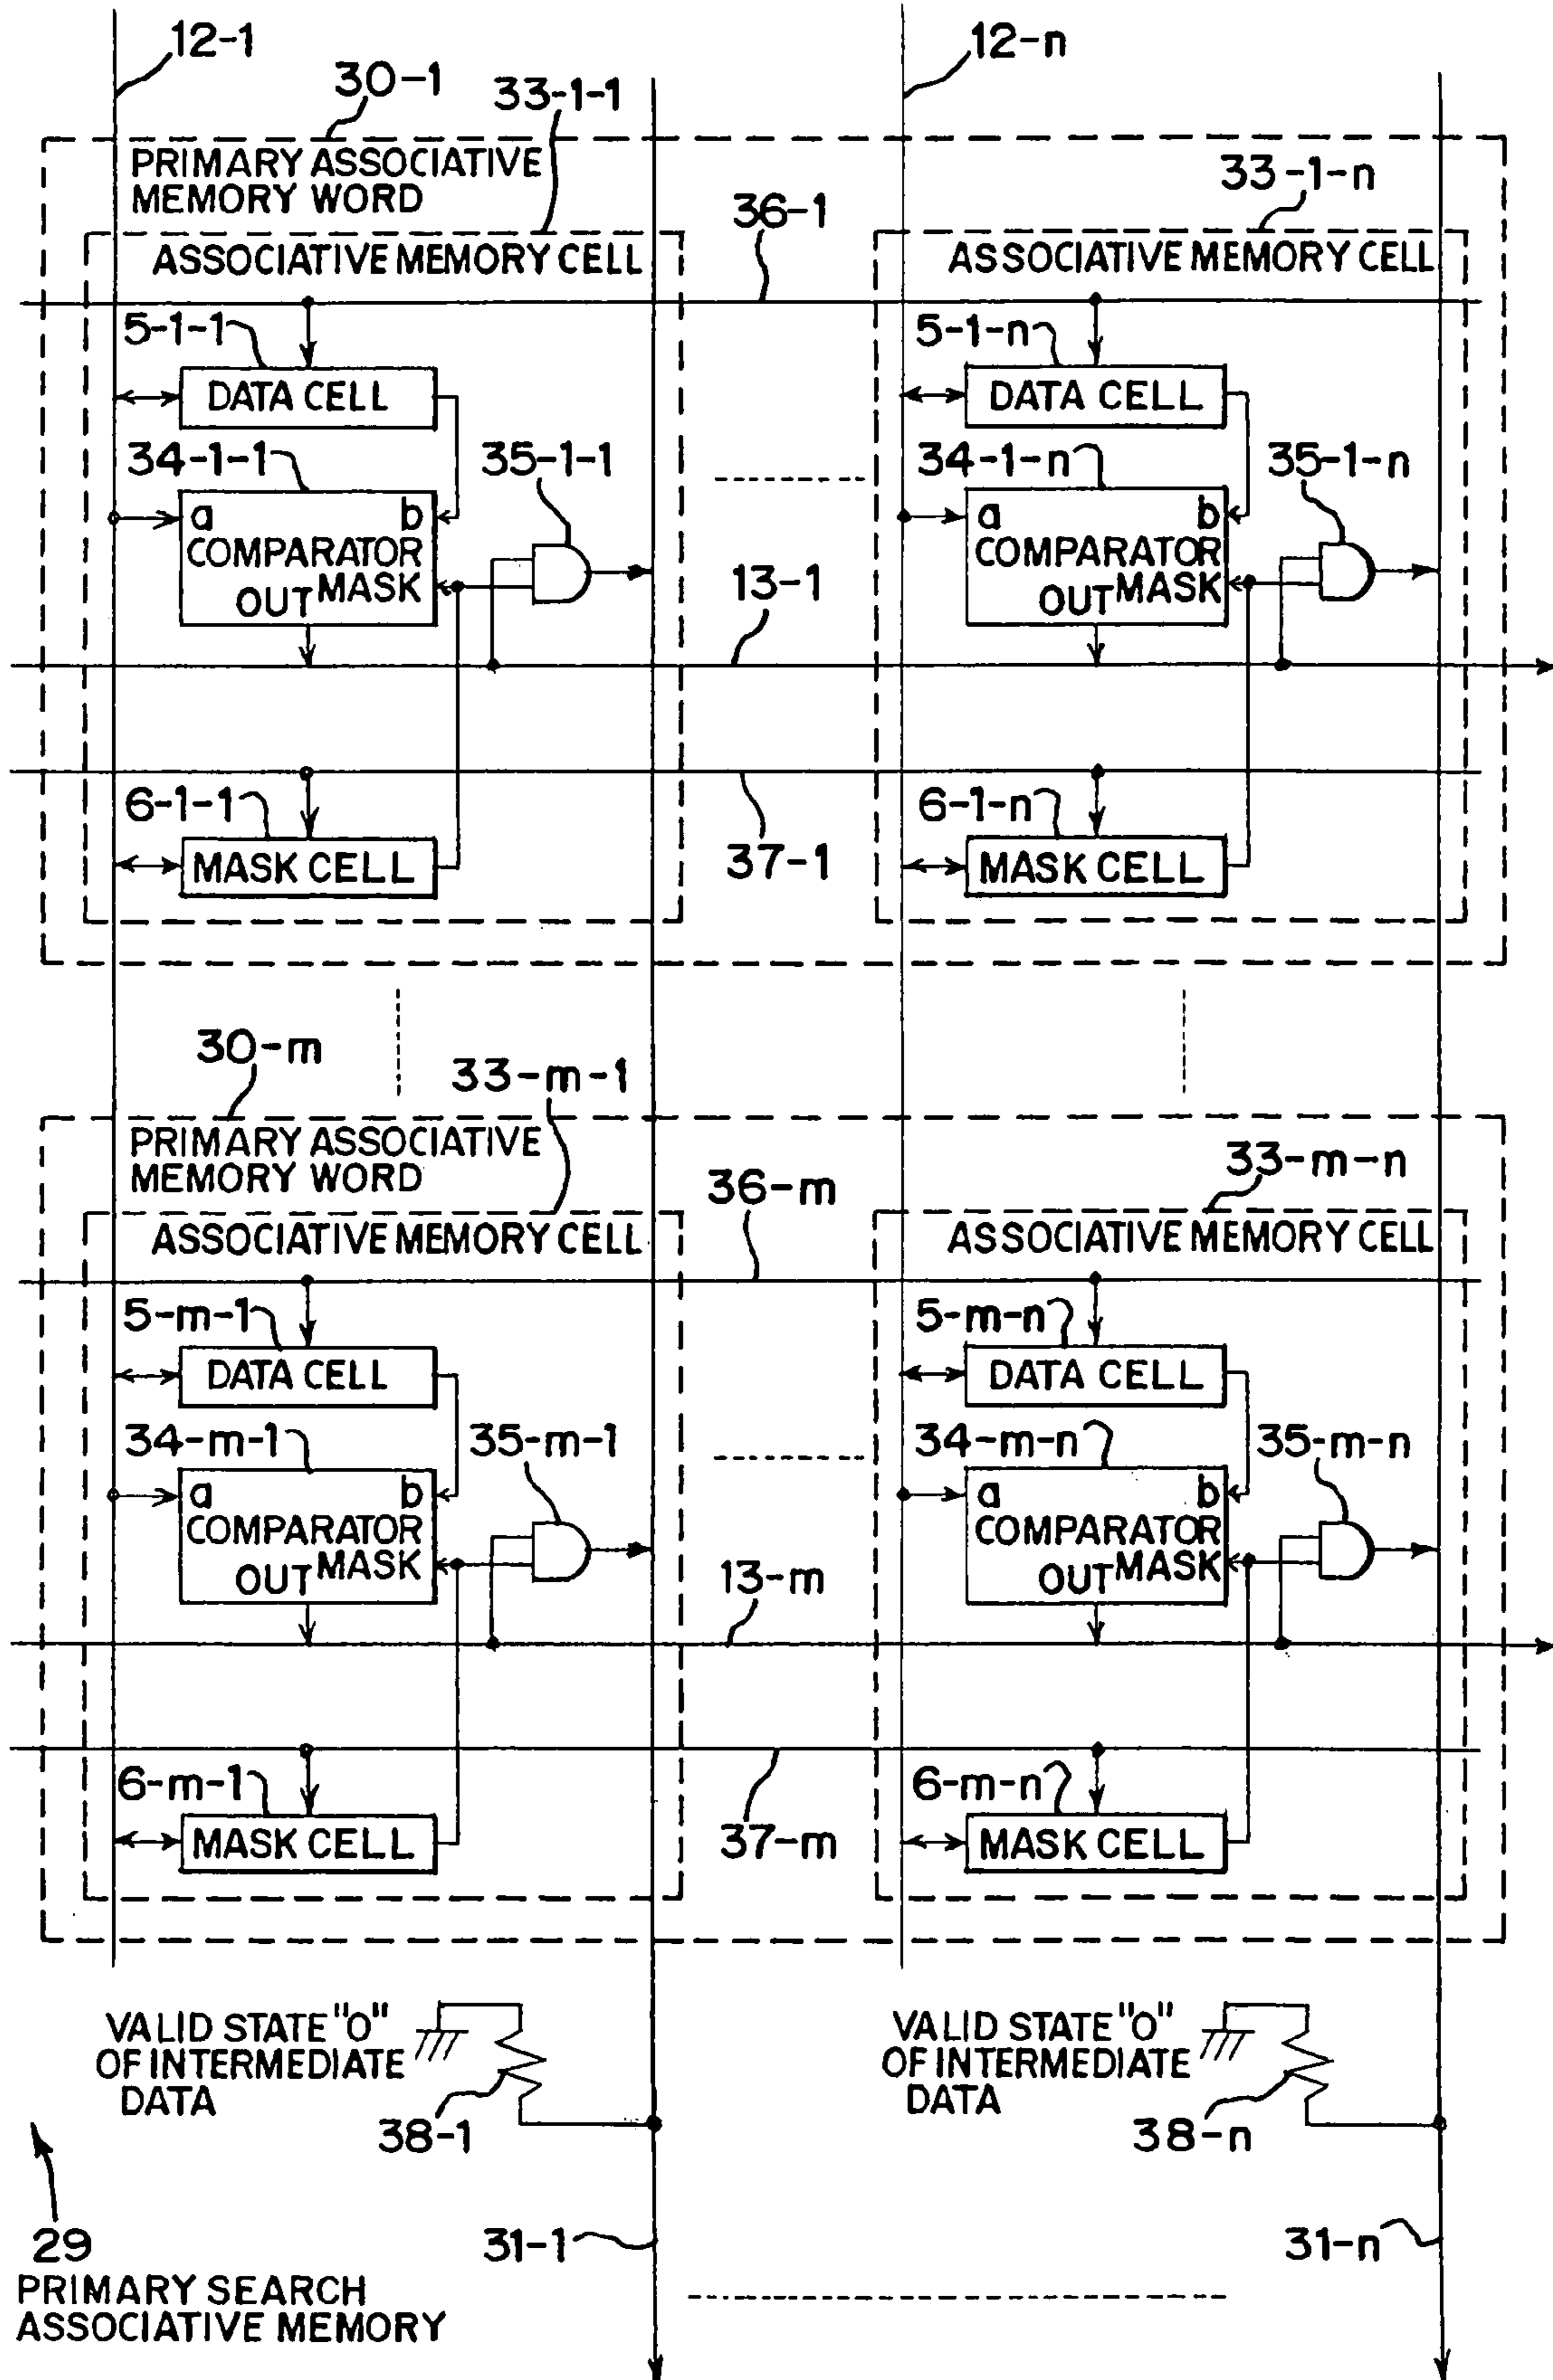 12-1
12-n
30-1
33-1-1
PRIMARY ASSOCIATIVE
MEMORY WORD
33-1-n
36-1
ASSOCIATIVE MEMORY CELL
ASSOCIATIVE MEMORY CELL
5-1-1
5-1-n
DATA CELL
DATA CELL
34-1-1
35-1-1
34-1-n
35-1-n
a b
COMPARATOR
OUT MASK
a b
COMPARATOR
OUT MASK
13-1
6-1-1
6-1-n
MASK CELL
37-1
MASK CELL
30-m
33-m-1
PRIMARY ASSOCIATIVE
MEMORY WORD
33-m-n
36-m
ASSOCIATIVE MEMORY CELL
ASSOCIATIVE MEMORY CELL
5-m-1
5-m-n
DATA CELL
DATA CELL
34-m-1
35-m-1
34-m-n
35-m-n
a b
COMPARATOR
OUT MASK
a b
COMPARATOR
OUT MASK
13-m
6-m-1
6-m-n
MASK CELL
37-m
MASK CELL
VALID STATE "0"
OF INTERMEDIATE
DATA
38-1
VALID STATE "0"
OF INTERMEDIATE
DATA
38-n
29
PRIMARY SEARCH
ASSOCIATIVE MEMORY
31-1
31-n